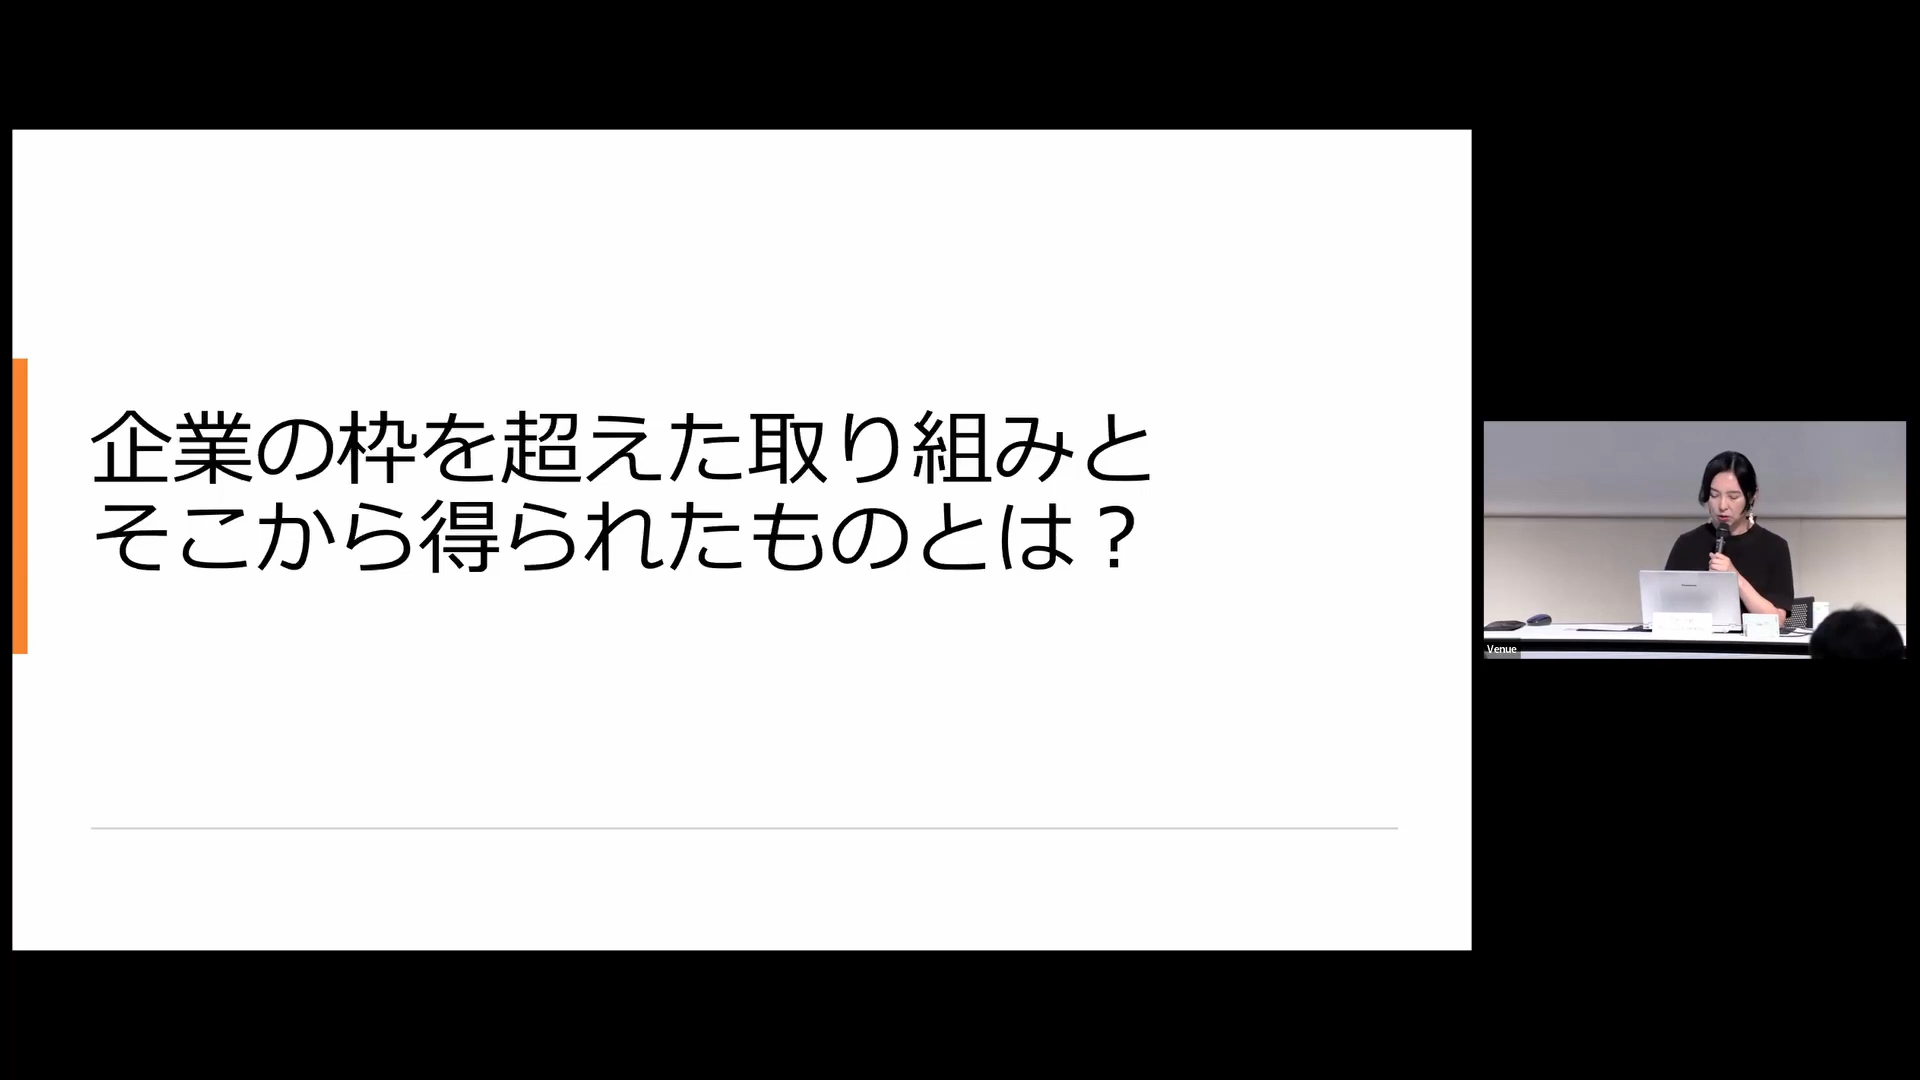 企業の枠を超えた取り組みと
そこから得られたものとは？
Venue